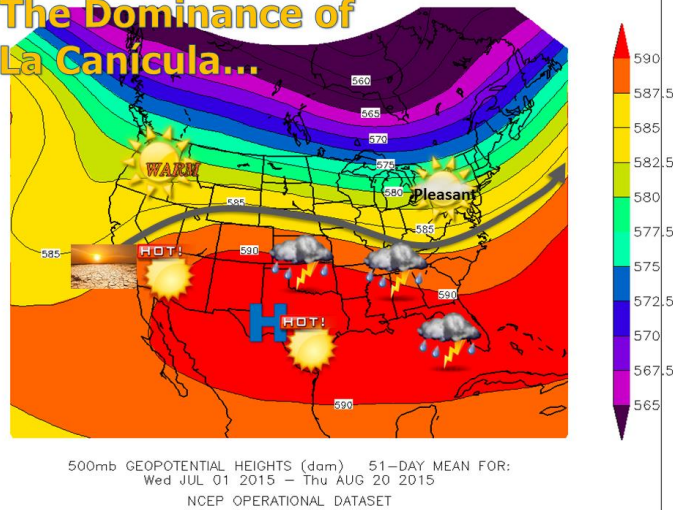 The Dominance of
La Canicula...
560
565
570
575
WARM
580
Pleasant
585
585
585
HOT!
590
590
H
HOT!
590
590
587.5
585
582.5
580
577.5
575
572.5
570
567.5
565
500mb GEOPOTENTIAL HEIGHTS (dam) 51-DAY MEAN FOR:
Wed JUL 01 2015 – Thu AUG 20 2015
NCEP OPERATIONAL DATASET